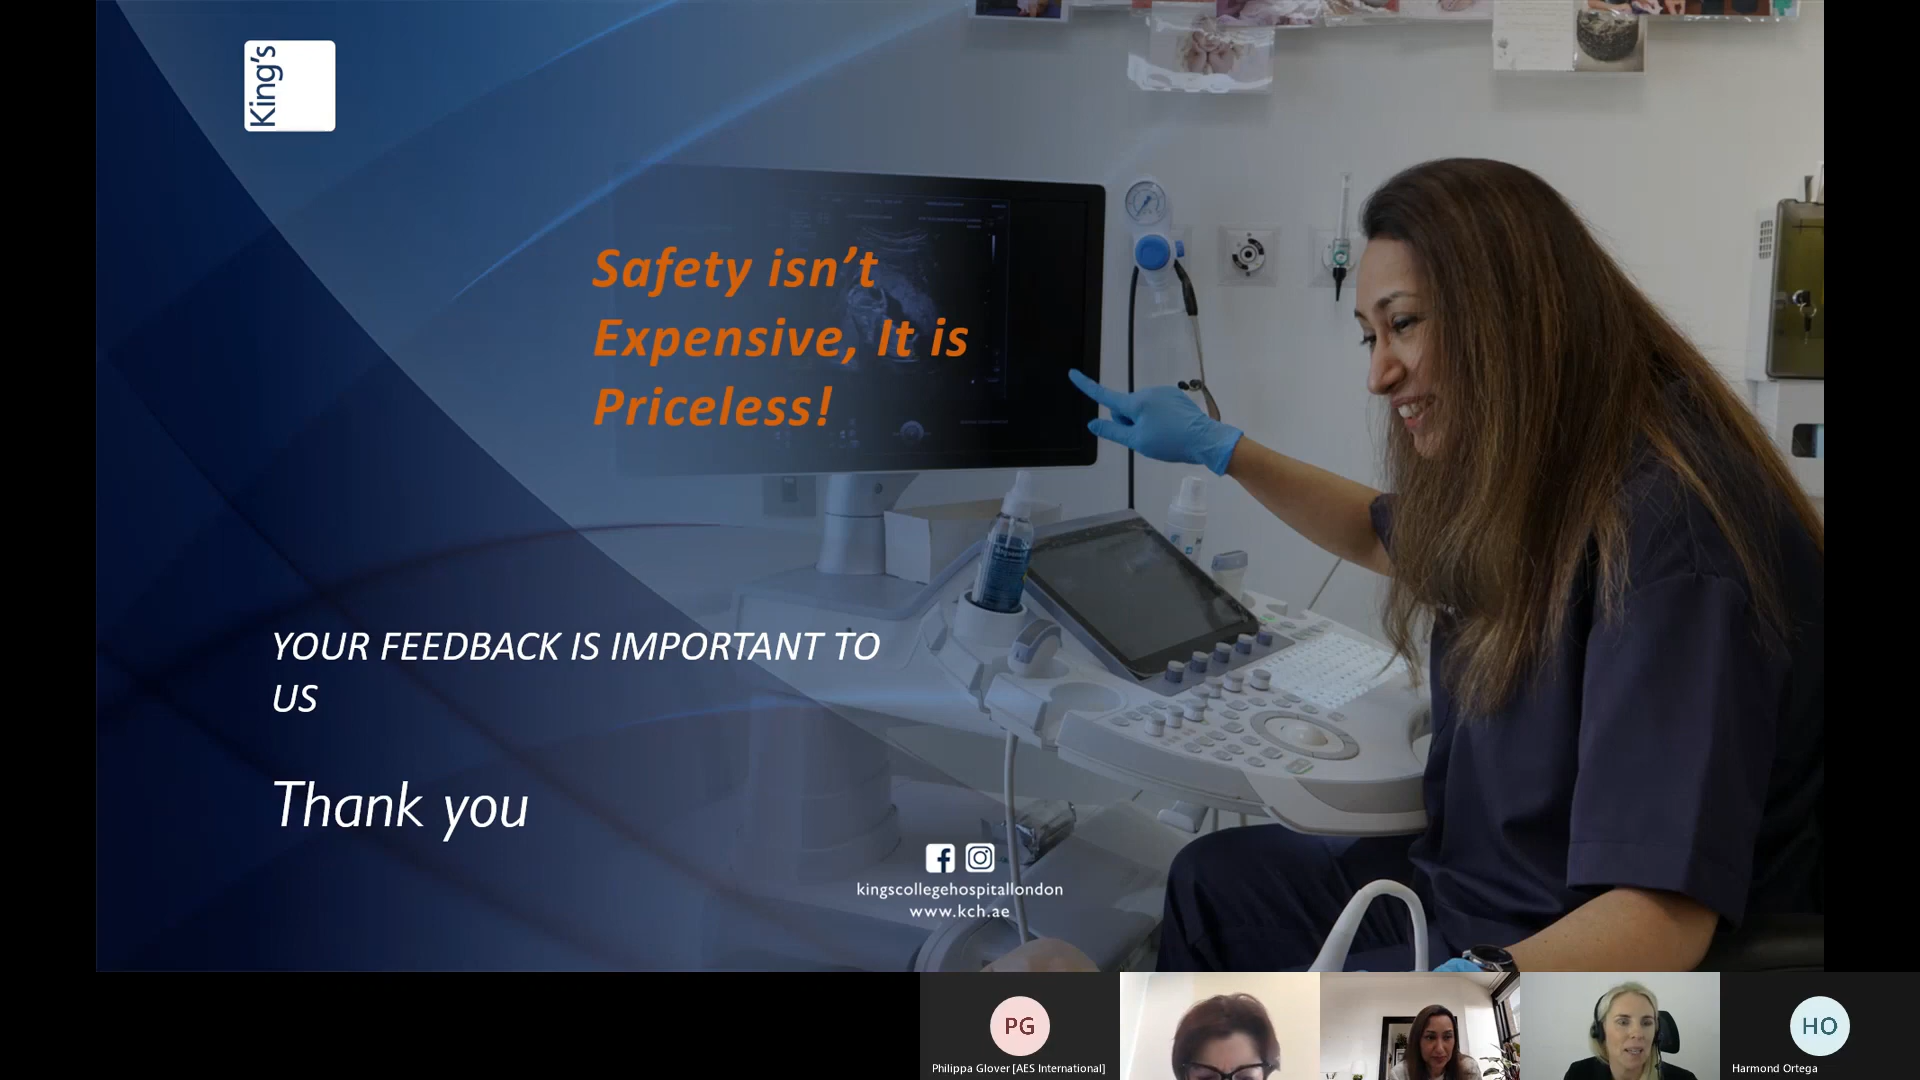 King's
Safety isn’t
Expensive, It is
Priceless!
YOUR FEEDBACK IS IMPORTANT TO
US
Thank you
kingscollegehospitallondon
www.kch.ae
PG
Philippa Glover [AES International]
HO
Harmond Ortega